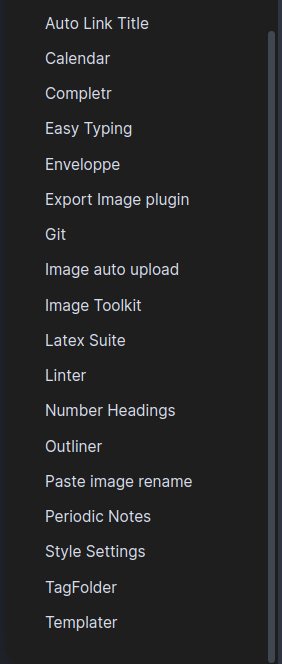 Auto Link Title
Calendar
Completr
Easy Typing
Enveloppe
Export Image plugin
Git
Image auto upload
Image Toolkit
Latex Suite
Linter
Number Headings
Outliner
Paste image rename
Periodic Notes
Style Settings
TagFolder
Templater